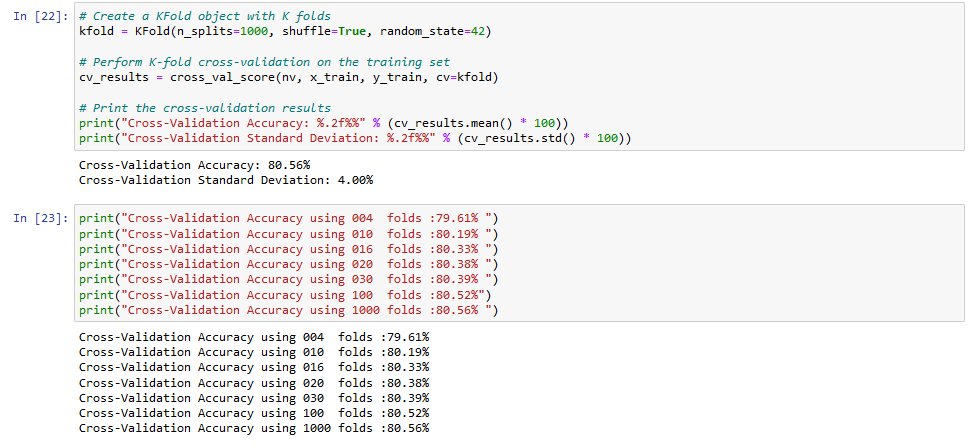 In [22]: # Create a KFold object with K folds
kfold = KFold(n_splits=1000, shuffle=True, random_state=42)
# Perform K-fold cross-validation on the training set
cv_results = cross_val_score(nv, x_train, y_train, cv=kfold)
# Print the cross-validation results
print("Cross-Validation Accuracy: %.2f%%" % (cv_results.mean() * 100))
print("Cross-Validation Standard Deviation: %.2f%%" % (cv_results.std() * 100))
Cross-Validation Accuracy: 80.56%
Cross-Validation Standard Deviation: 4.00%
In [23]: print("Cross-Validation Accuracy using 004  folds :79.61% ")
print("Cross-Validation Accuracy using 010  folds :80.19% ")
print("Cross-Validation Accuracy using 016  folds :80.33% ")
print("Cross-Validation Accuracy using 020  folds :80.38% ")
print("Cross-Validation Accuracy using 030  folds :80.39% ")
print("Cross-Validation Accuracy using 100  folds :80.52%")
print("Cross-Validation Accuracy using 1000 folds :80.56% ")
Cross-Validation Accuracy using 004  folds :79.61%
Cross-Validation Accuracy using 010  folds :80.19%
Cross-Validation Accuracy using 016  folds :80.33%
Cross-Validation Accuracy using 020  folds :80.38%
Cross-Validation Accuracy using 030  folds :80.39%
Cross-Validation Accuracy using 100  folds :80.52%
Cross-Validation Accuracy using 1000 folds :80.56%